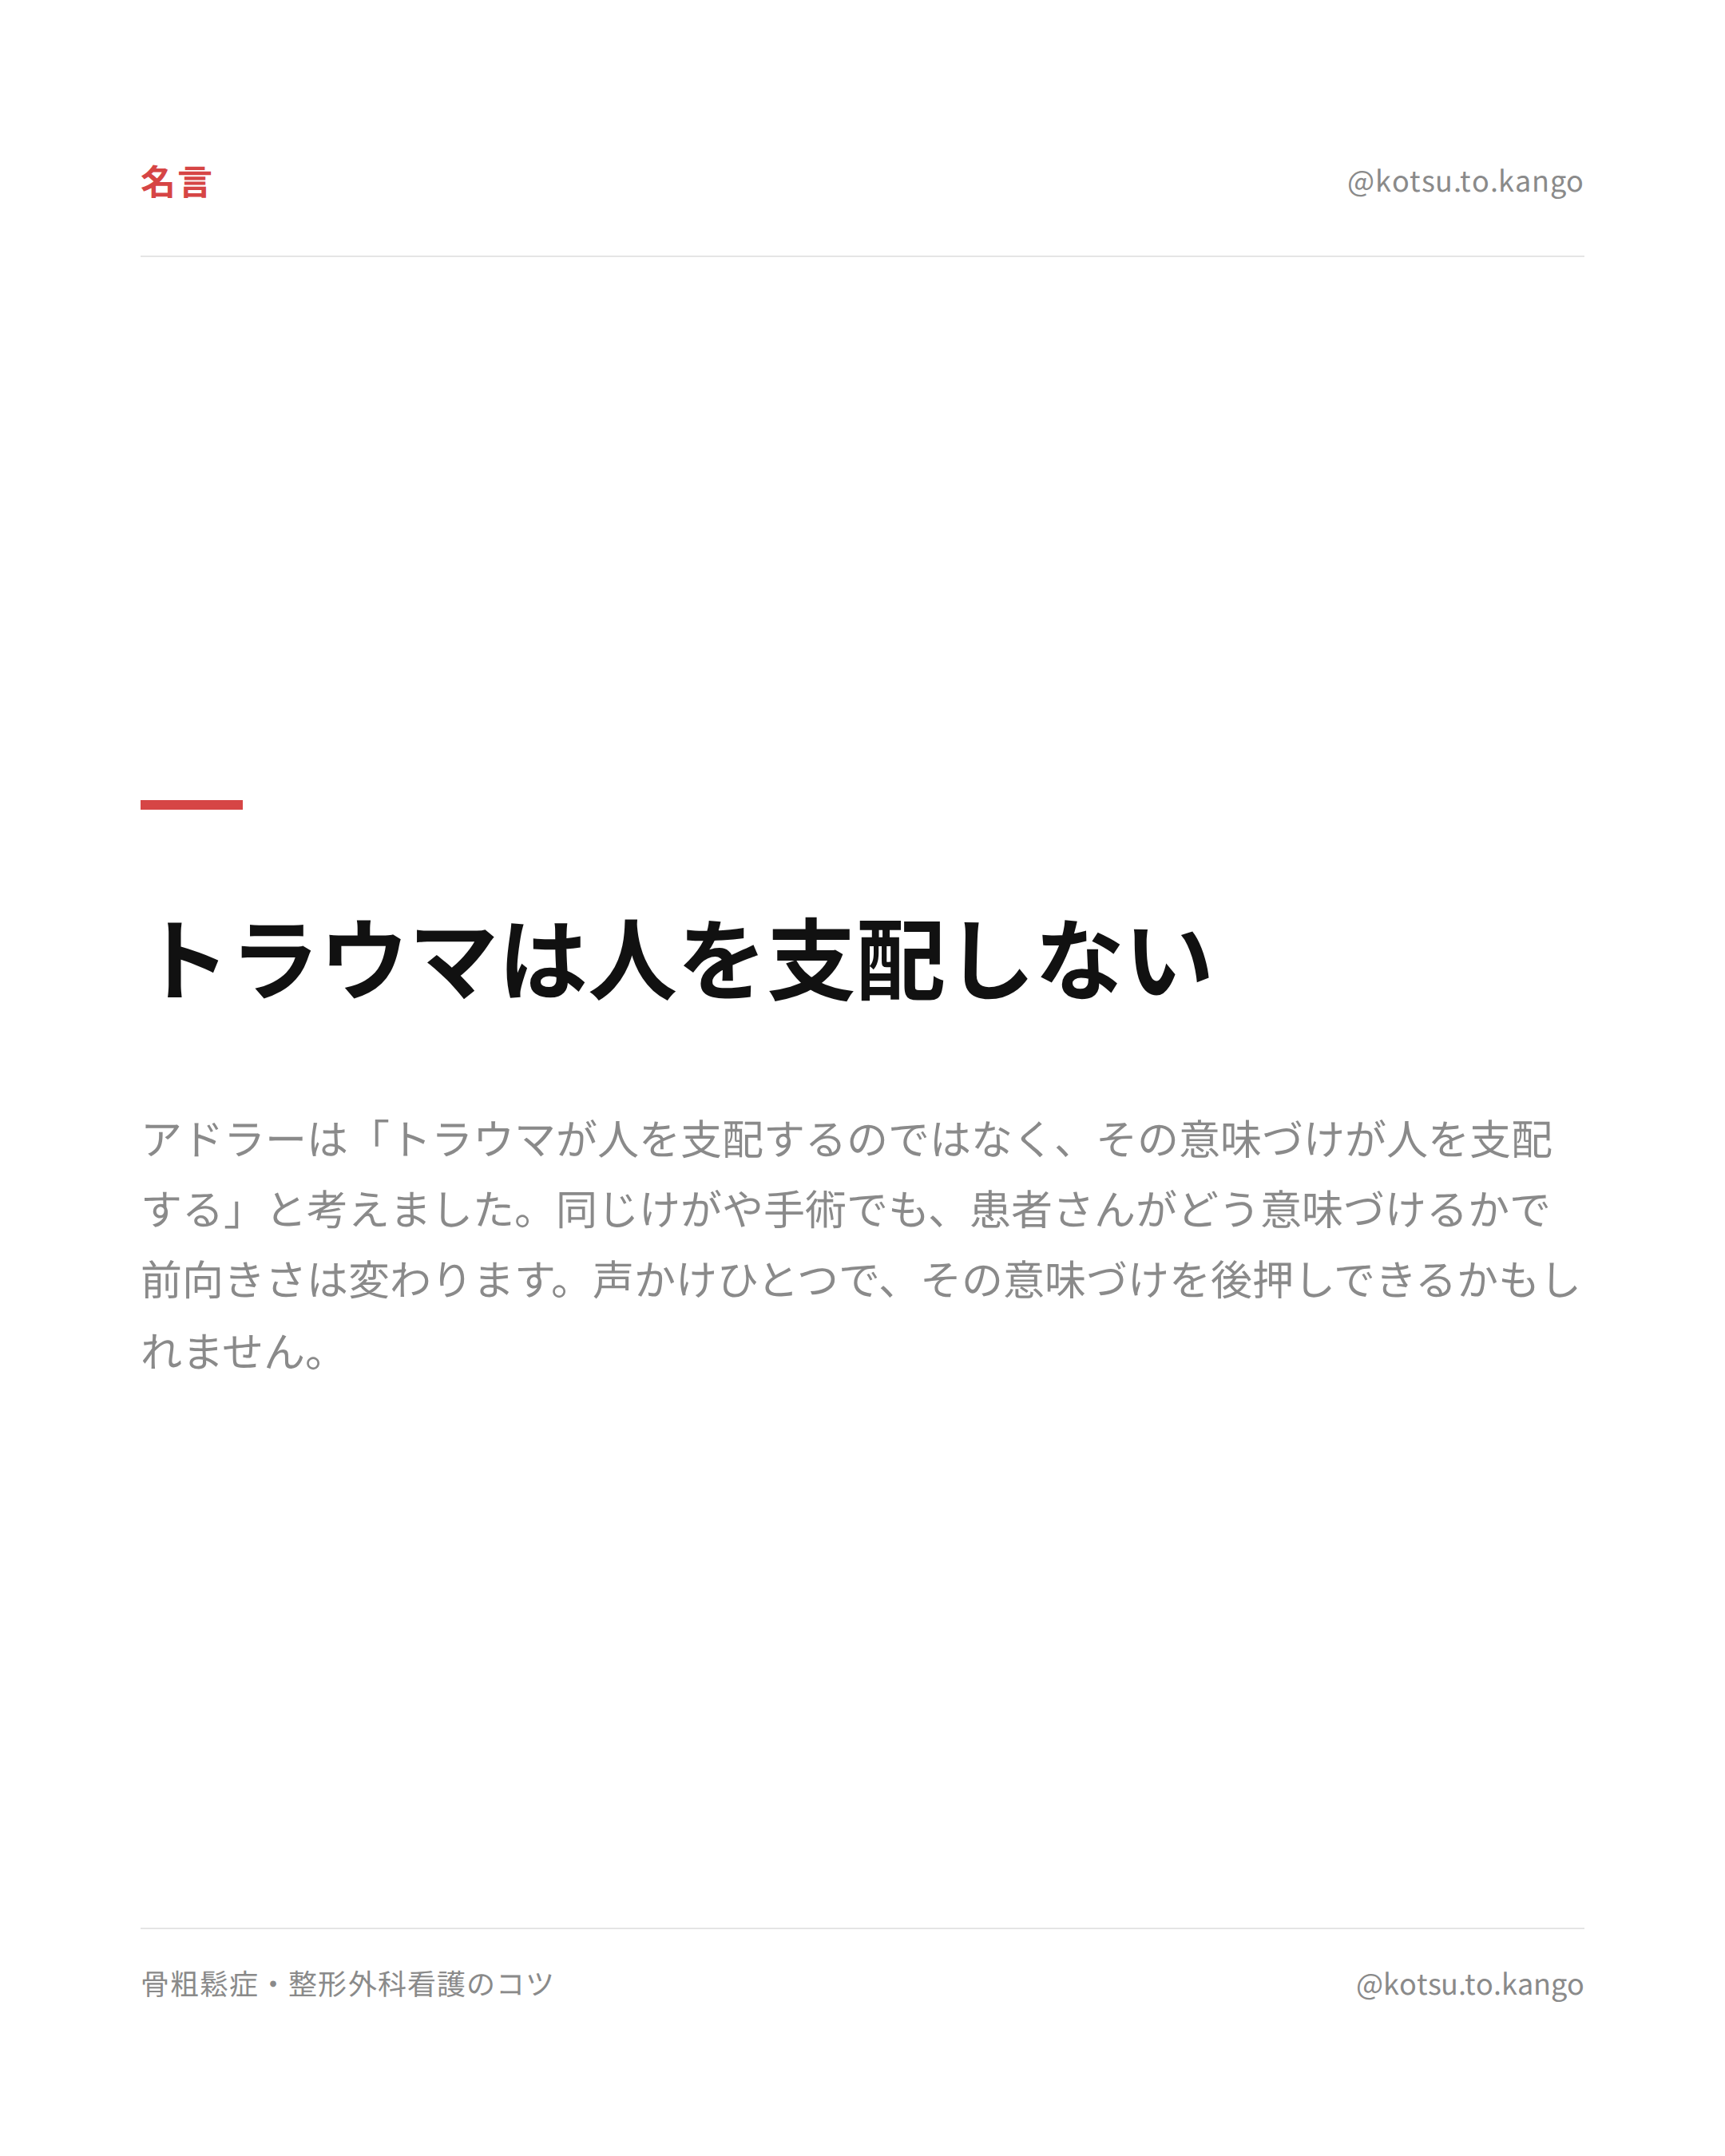 名言
@kotsu.to.kango
トラウマは人を支配しない
アドラーは「トラウマが人を支配するのではなく、その意味づけが人を支配
する」と考えました。同じけがや手術でも、患者さんがどう意味づけるかで
前向きさは変わります。声かけひとつで、その意味づけを後押しできるかもし
れません。
骨粗鬆症・整形外科看護のコツ
@kotsu.to.kango